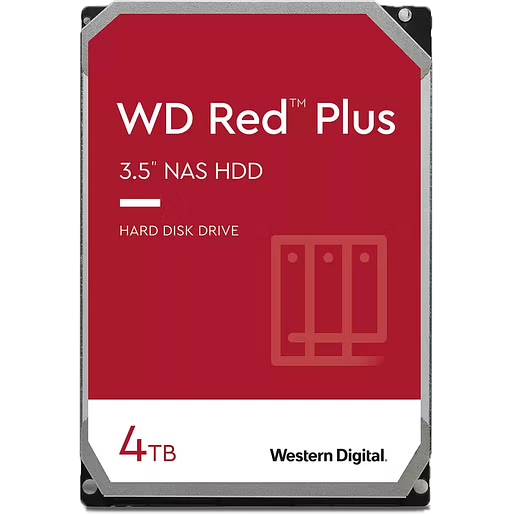 WD Red™ Plus
3.5" NAS HDD
HARD DISK DRIVE
4TB
Western Digital.